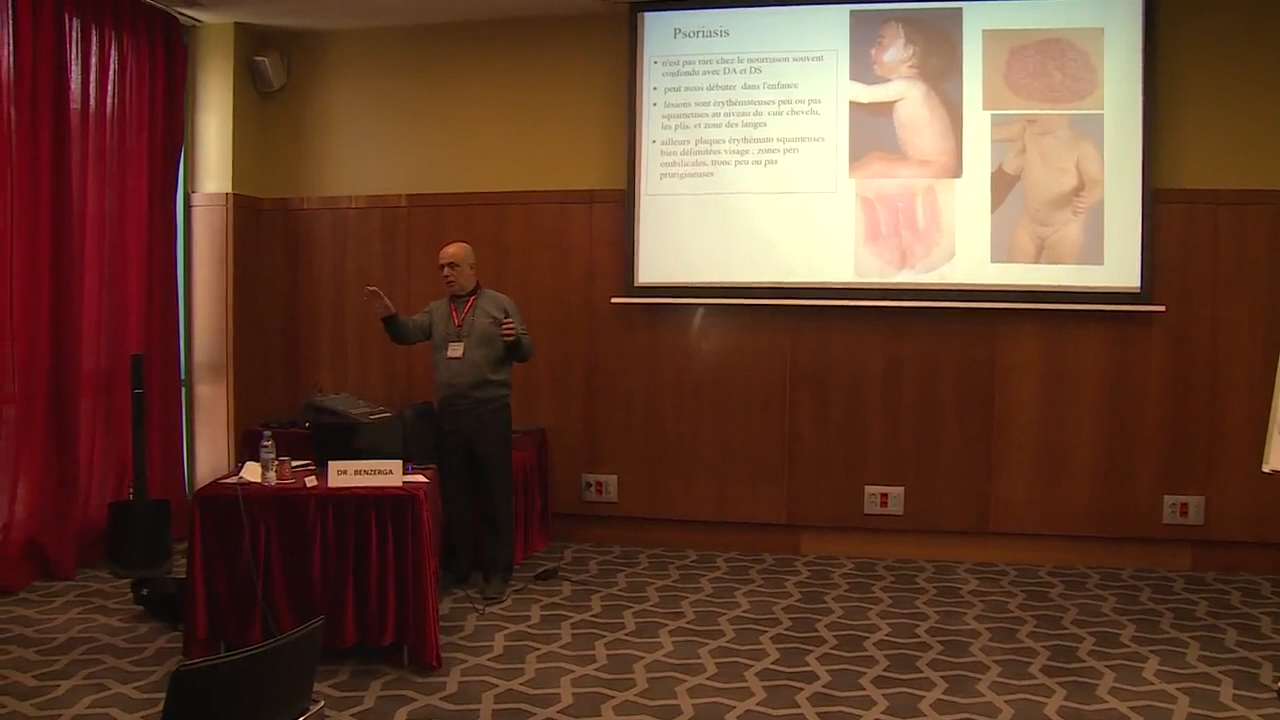 Psoriasis
• n'est pas rare chez le nourrisson souvent
confondu avec DA et DS
• peut aussi débuter dans l'enfance
• lésions sont érythémateuses peu ou pas
squameuses au niveau du cuir chevelu,
les plis, et zone des langes
• ailleurs plaques érythémato squameuses
bien délimitées visage ; zones péri
ombilicales, tronc peu ou pas
prurigineuses
DR . BENZERGA